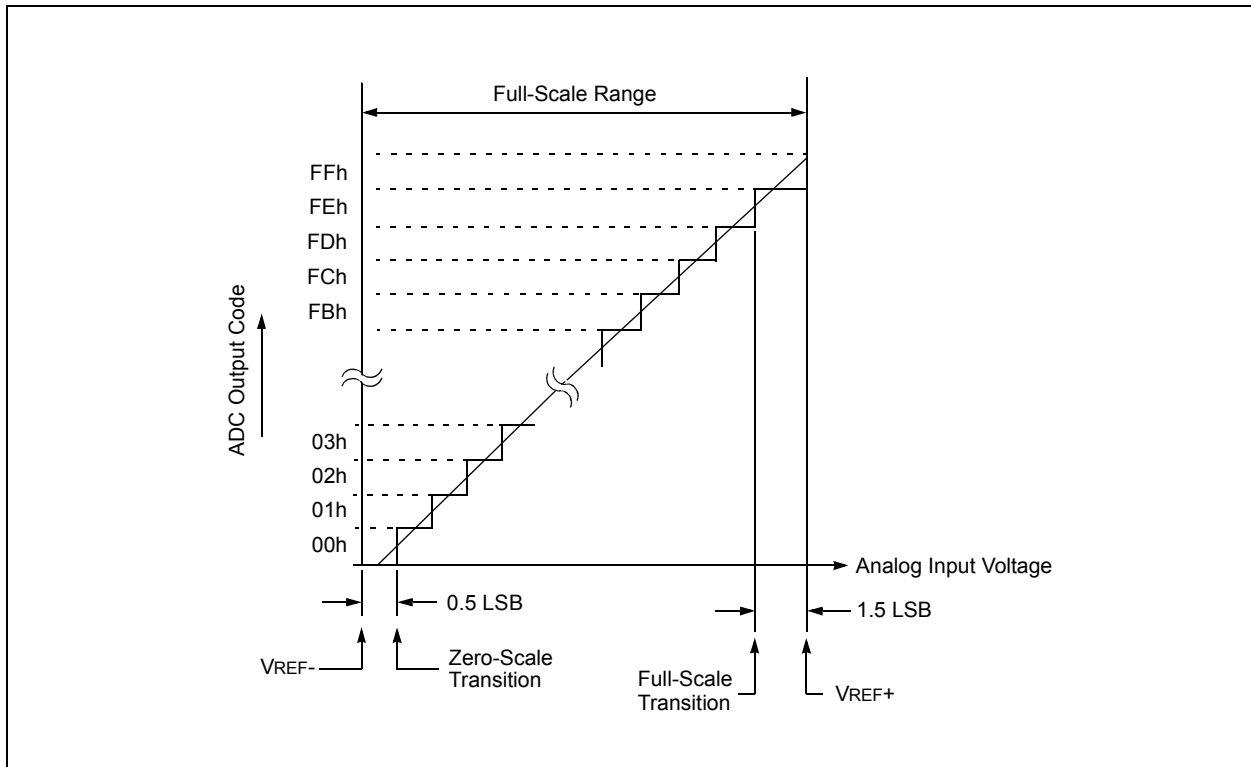 Full-Scale Range
FFh
FEh
FDh
FCh
FBh
ADC Output Code
03h
02h
01h
00h
Analog Input Voltage
0.5 LSB
1.5 LSB
VREF-
Zero-Scale
Transition
Full-Scale
Transition
VREF+